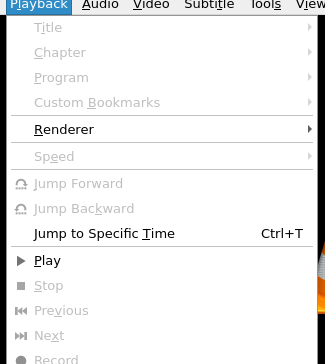 Playback Audio Video Subtitle Tools View
Title
Chapter
Program
Custom Bookmarks
Renderer
Speed
Jump Forward
Jump Backward
Jump to Specific Time Ctrl+T
Play
Stop
Previous
Next
Record